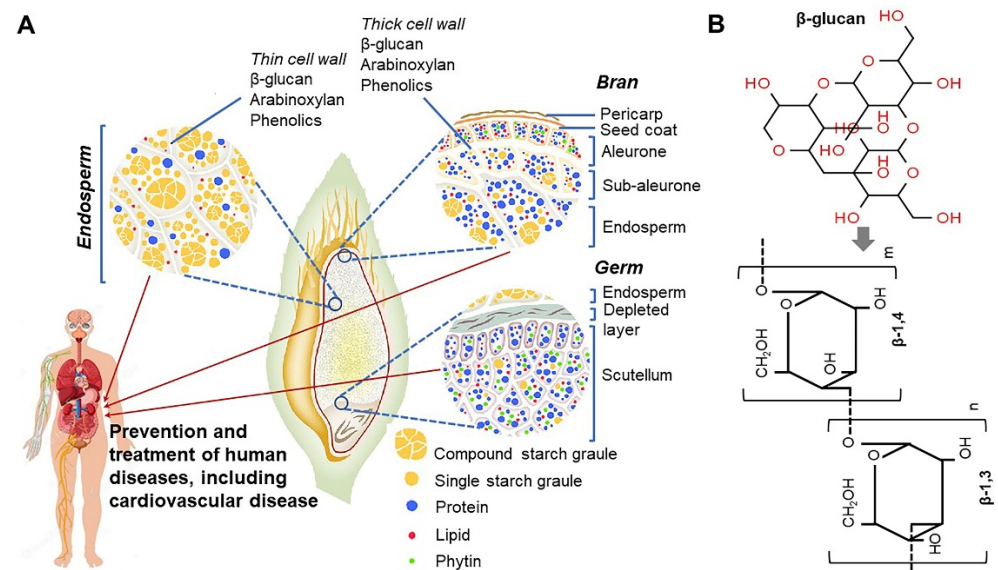 A
Thin cell wall
β-glucan
Arabinoxylan
Phenolics
Thick cell wall
β-glucan
Arabinoxylan
Phenolics
Endosperm
Bran
Pericarp
Seed coat
Aleurone
Sub-aleurone
Endosperm
Germ
Endosperm
Depleted
layer
Scutellum
Prevention and
treatment of human
diseases, including
cardiovascular disease
Compound starch graule
Single starch graule
Protein
Lipid
Phytin
B
β-glucan
HO
HO
O
O
O
OH
O
H
O
HO
HO
O
O
H
O
O
HO
OH
m
O
O
OH
CH₂OH
OH
β-1,4
n
O
O
OH
CH₂OH
HO
β-1,3